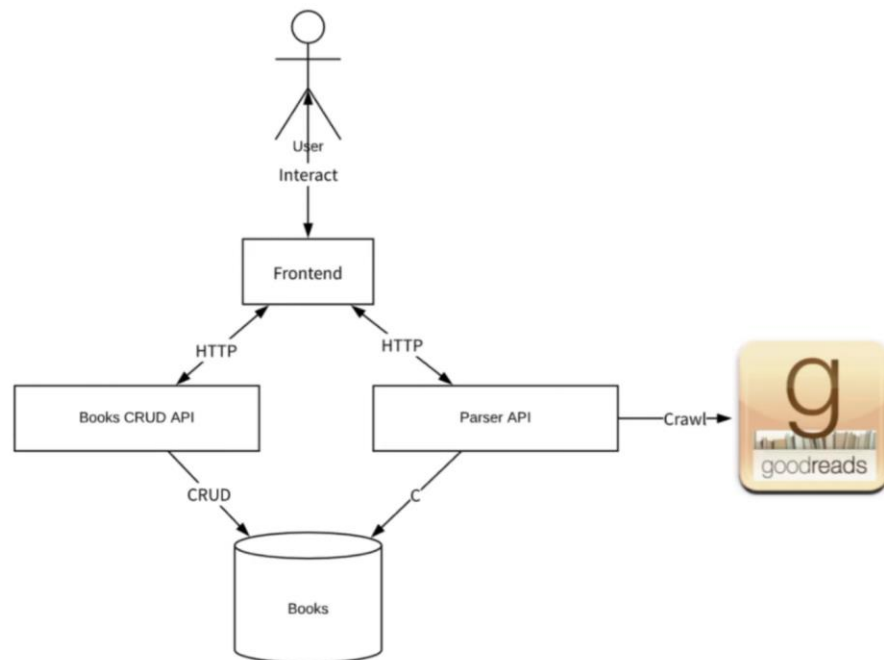 User
Interact
Frontend
HTTP
HTTP
Books CRUD API
Parser API
Crawl
g
goodreads
CRUD
C
Books